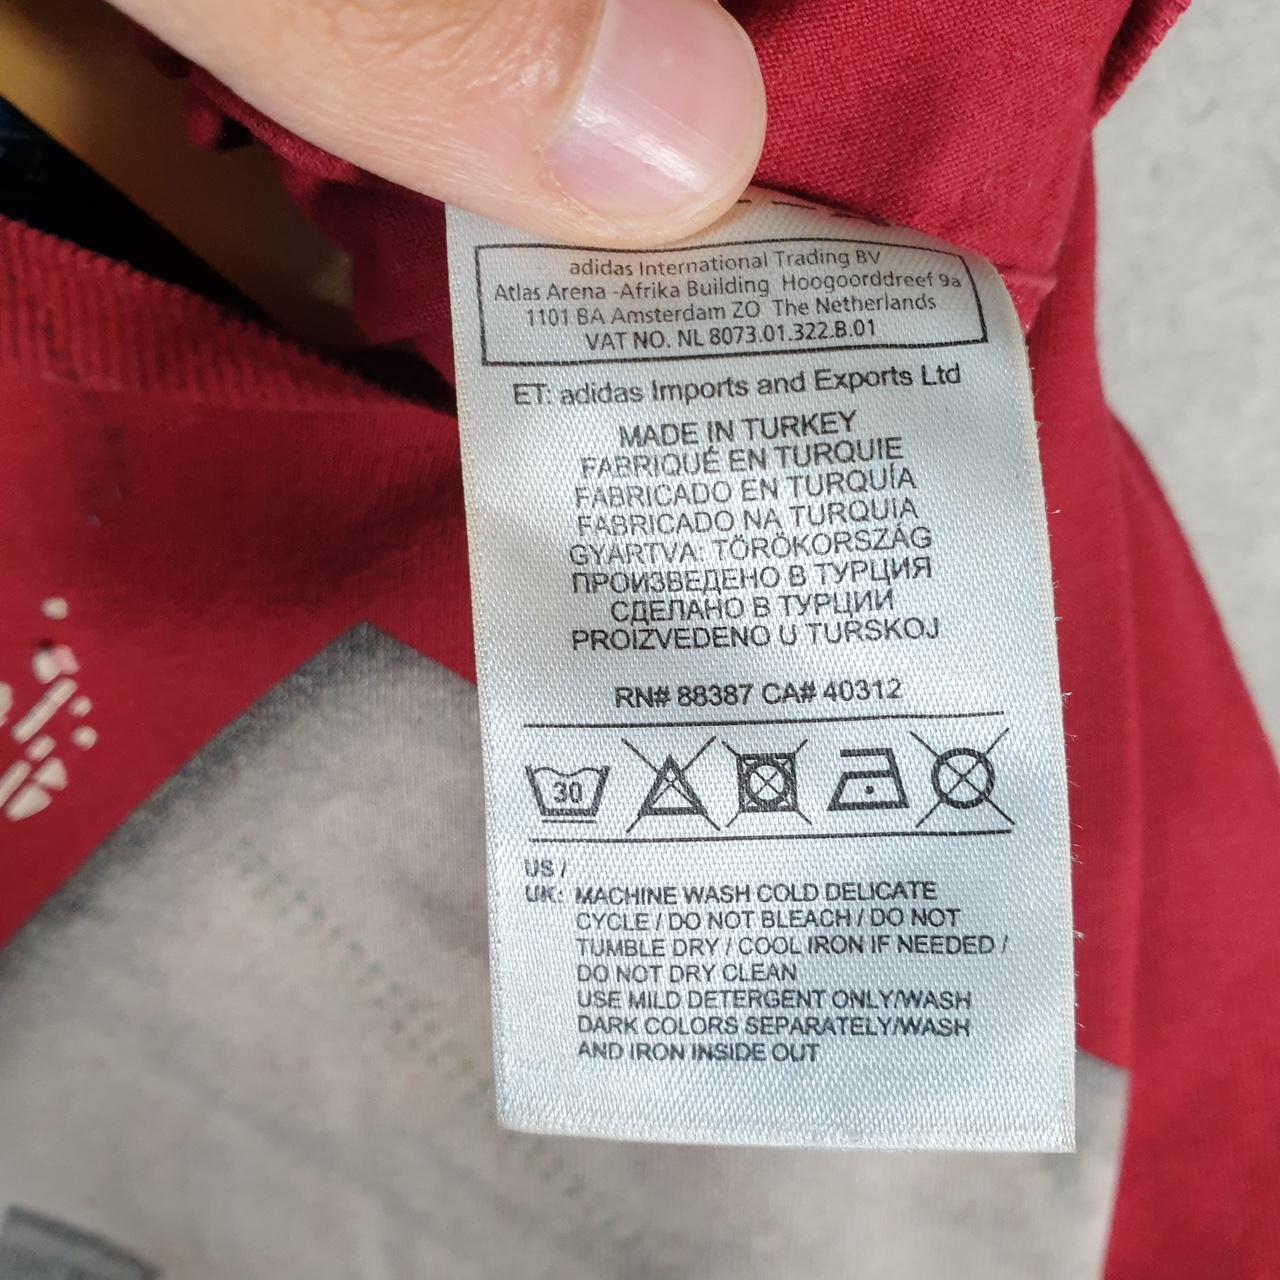 adidas International Trading BV
Atlas Arena -Afrika Building Hoogoorddreef 9a
1101 BA Amsterdam ZO The Netherlands
VAT NO. NL 8073.01.322.B.01
ET: adidas Imports and Exports Ltd
MADE IN TURKEY
FABRIQUÉ EN TURQUIE
FABRICADO EN TURQUÍA
FABRICADO NA TURQUIA
GYARTVA: TÖRÖKORSZÁG
ПРОИЗВЕДЕНО В ТУРЦИЯ
СДЕЛАНО В ТУРЦИИ
PROIZVEDENO U TURSKOJ
RN# 88387 CA# 40312
30
US /
UK: MACHINE WASH COLD DELICATE
CYCLE / DO NOT BLEACH / DO NOT
TUMBLE DRY / COOL IRON IF NEEDED /
DO NOT DRY CLEAN
USE MILD DETERGENT ONLY/WASH
DARK COLORS SEPARATELY/WASH
AND IRON INSIDE OUT